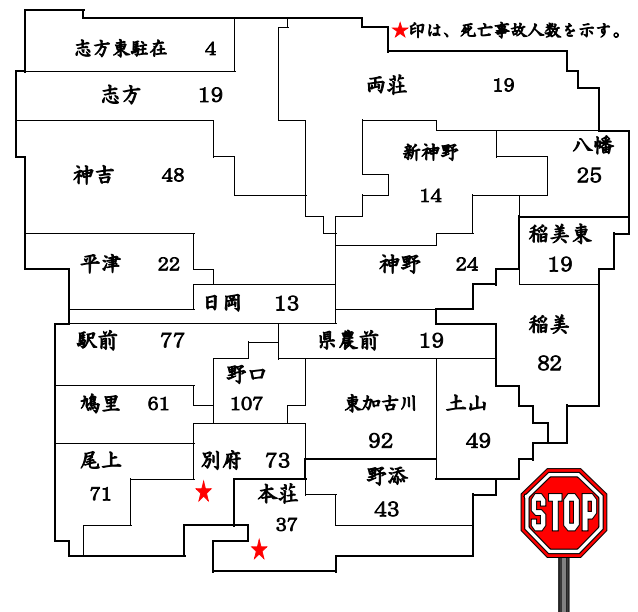 ★印は、死亡事故人数を示す。
志方東駐在 4
志方 19
両荘 19
八幡
25
新神野
14
神吉 48
稲美東
19
平津 22
神野 24
日岡 13
稲美
82
駅前 77
県農前 19
野口
107
鳩里 61
東加古川
92
土山
49
尾上
71
別府 73
★
野添
43
本荘
37
★
STOP